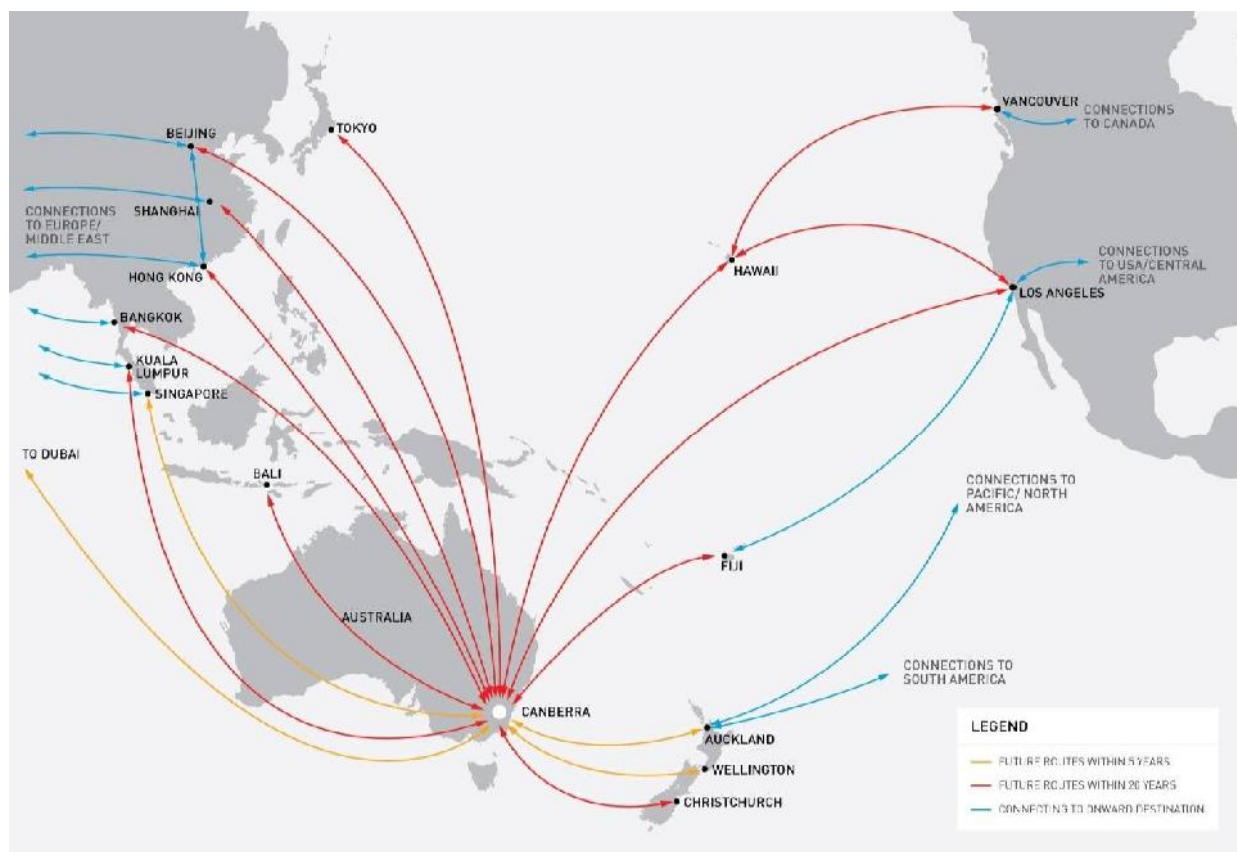 VANCOUVER
CONNECTIONS
TO CANADA
BEIJING
TOKYO
SHANGHAI
CONNECTIONS
TO EUROPE/
MIDDLE EAST
HONG KONG
HAWAII
CONNECTIONS
TO USA/CENTRAL
AMERICA
LOS ANGELES
BANGKOK
KUALA
LUMPUR
SINGAPORE
TO DUBAI
BALI
CONNECTIONS TO
PACIFIC/ NORTH
AMERICA
FIJI
AUSTRALIA
CONNECTIONS TO
SOUTH AMERICA
CANBERRA
AUCKLAND
WELLINGTON
CHRISTCHURCH
LEGEND
FUTURE ROUTES WITHIN 5 YEARS
FUTURE ROUTES WITHIN 20 YEARS
CONNECTING TO ONWARD DESTINATION